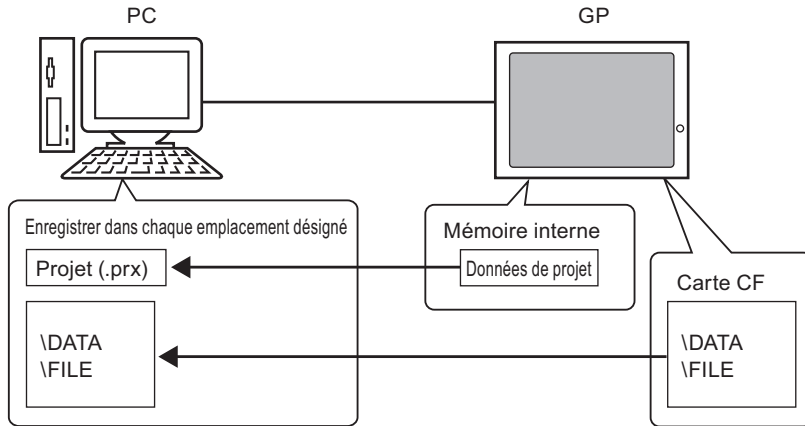 PC
GP
Enregistrer dans chaque emplacement désigné
Projet (.prx)
\DATA
\FILE
Mémoire interne
Données de projet
Carte CF
\DATA
\FILE